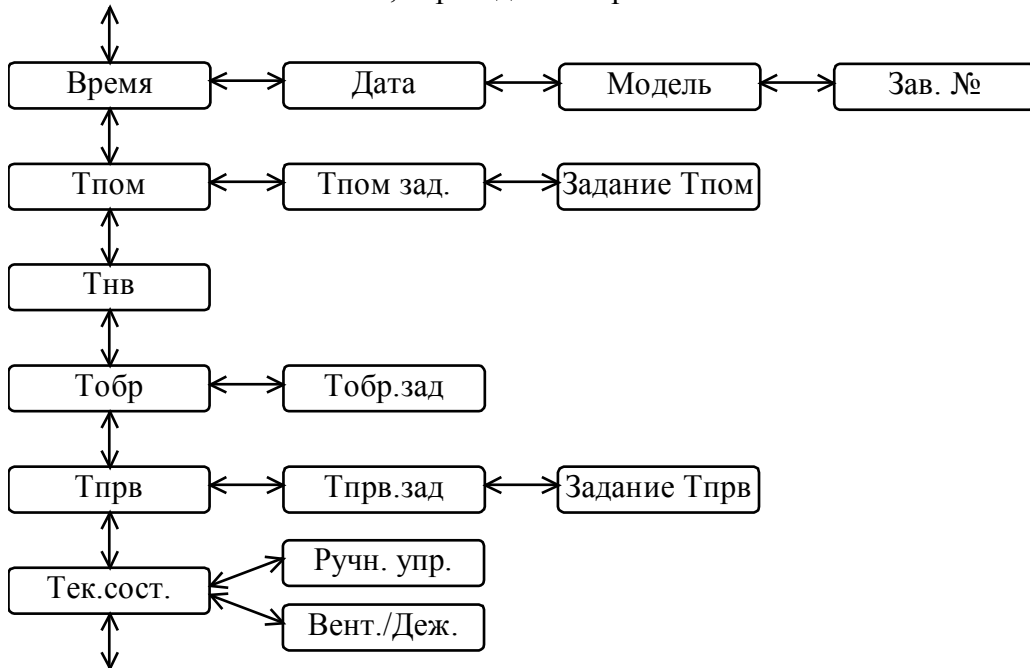 Время
Дата
Модель
Зав. №
Тпом
Тпом зад.
Задание Тпом
Тнв
Тобр
Тобр.зад
Тпрв
Тпрв.зад
Задание Тпрв
Ручн. упр.
Тек.сост.
Вент./Деж.